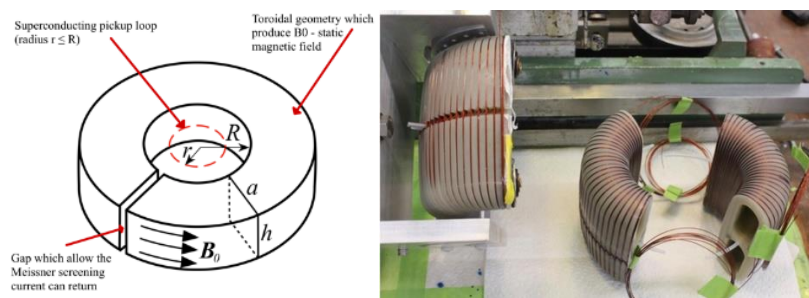 Superconducting pickup loop
(radius r ≤ R)
Toroidal geometry which
produce B0 - static
magnetic field
R
r
a
h
B₀
Gap which allow the
Meissner screening
current can return